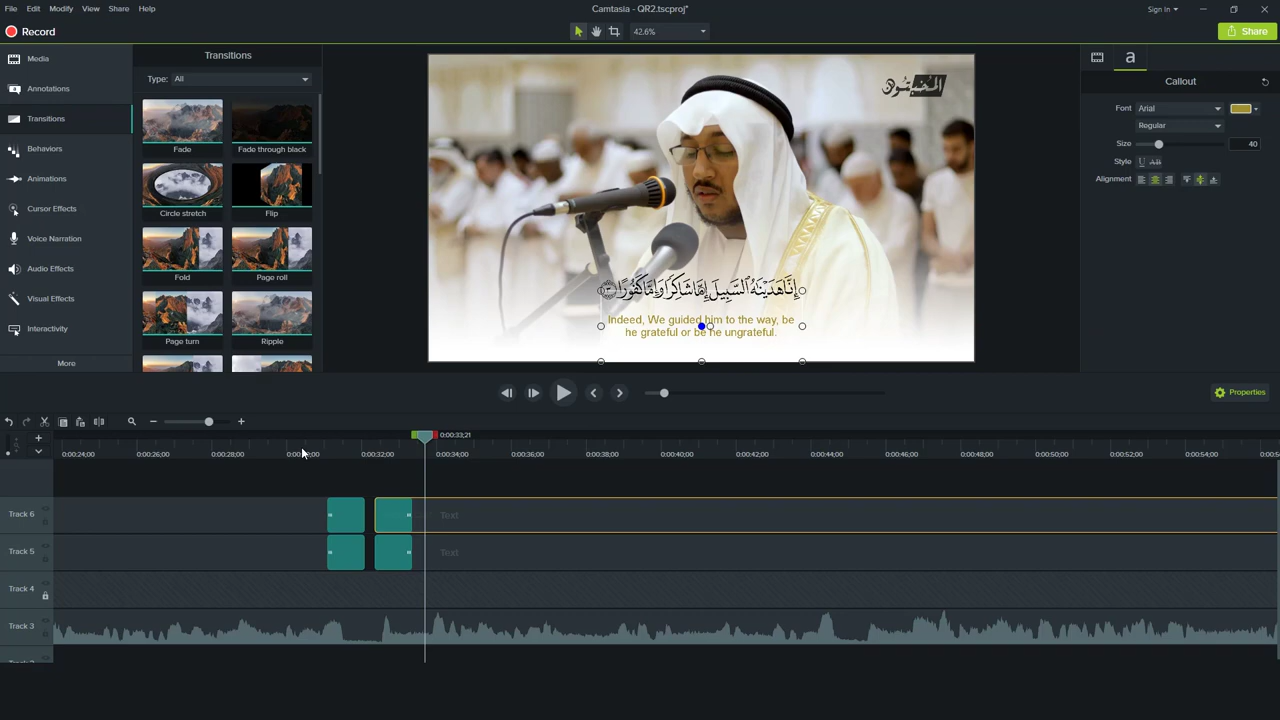 File Edit Modify View Share Help
Camtasia - QR2.tscproj*
Sign In
Record
42.6%
Share
Media
Annotations
Transitions
Behaviors
Animations
Cursor Effects
Voice Narration
Audio Effects
Visual Effects
Interactivity
More
Transitions
Type: All
Fade
Fade through black
Circle stretch
Flip
Fold
Page roll
Page turn
Ripple
المخبتون
إِنَّا هَدَيْنَاهُ السَّبِيلَ إِمَّا شَاكِرًا وَإِمَّا كَفُورًا
Indeed, We guided him to the way, be
he grateful or be he ungrateful.
a
Callout
Font Arial
Regular
Size 40
Style U AB
Alignment
Properties
0:00:33;21
0:00:24;00 0:00:26;00 0:00:28;00 0:00:32;00 0:00:34;00 0:00:36;00 0:00:38;00 0:00:40;00 0:00:42;00 0:00:44;00 0:00:46;00 0:00:48;00 0:00:50;00 0:00:52;00 0:00:54;00
Track 6 Text
Track 5 Text
Track 4
Track 3